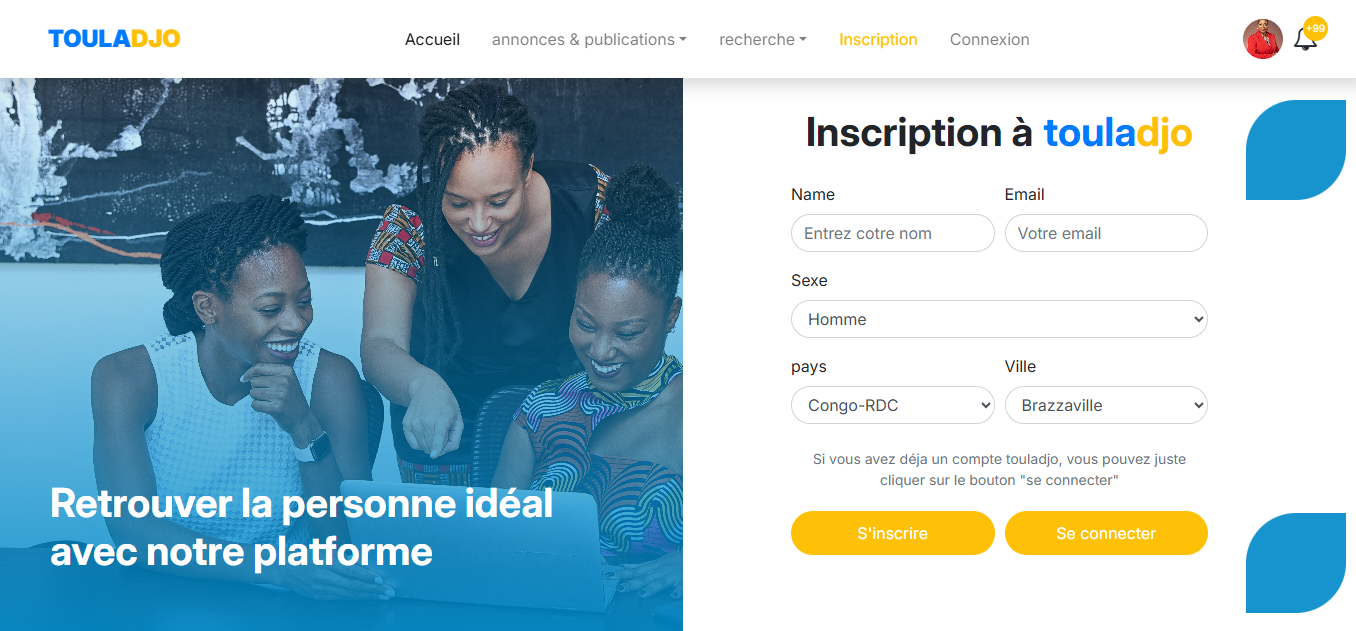 TOULADJO
Accueil annonces & publications recherche Inscription Connexion
+99
Retrouver la personne idéal
avec notre platforme
Inscription à touladjo
Name Email
Entrez cotre nom Votre email
Sexe
Homme
pays Ville
Congo-RDC Brazzaville
Si vous avez déja un compte touladjo, vous pouvez juste
cliquer sur le bouton "se connecter"
S'inscrire Se connecter